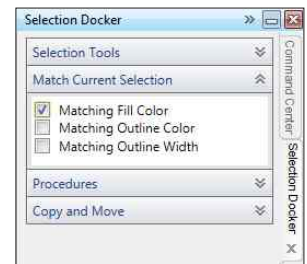 Selection Docker
Selection Tools
Match Current Selection
Matching Fill Color
Matching Outline Color
Matching Outline Width
Procedures
Copy and Move
Command Center
Selection Docker